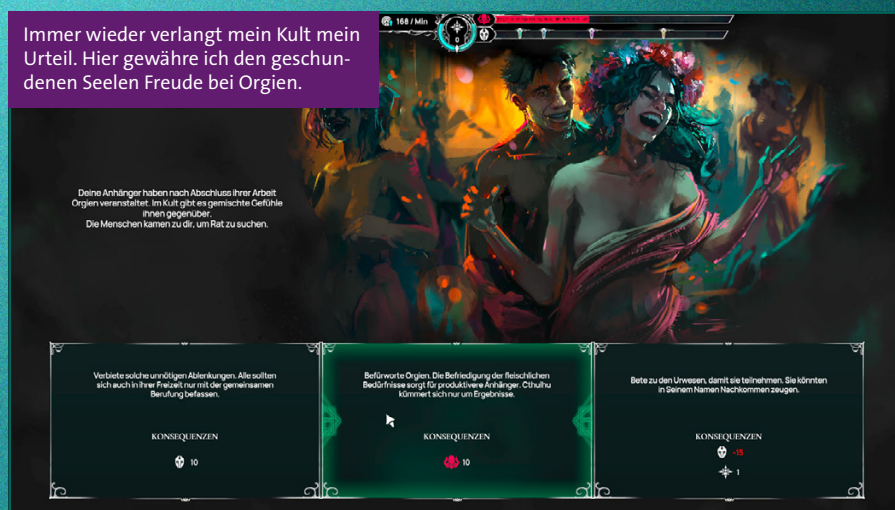 Immer wieder verlangt mein Kult mein
Urteil. Hier gewähre ich den geschun-
denen Seelen Freude bei Orgien.
168 / Min
0
Deine Anhänger haben nach Abschluss ihrer Arbeit
Orgien veranstaltet. Im Kult gibt es gemischte Gefühle
ihnen gegenüber.
Die Menschen kamen zu dir, um Rat zu suchen.
Verbiete solche unnötigen Ablenkungen. Alle sollten
sich auch in ihrer Freizeit nur mit der gemeinsamen
Berufung befassen.
KONSEQUENZEN
10
Befürworte Orgien. Die Befriedigung der fleischlichen
Bedürfnisse sorgt für produktivere Anhänger. Cthulhu
kümmert sich nur um Ergebnisse.
KONSEQUENZEN
10
Bete zu den Urwesen, damit sie teilnehmen. Sie könnten
in Seinem Namen Nachkommen zeugen.
KONSEQUENZEN
-15
1